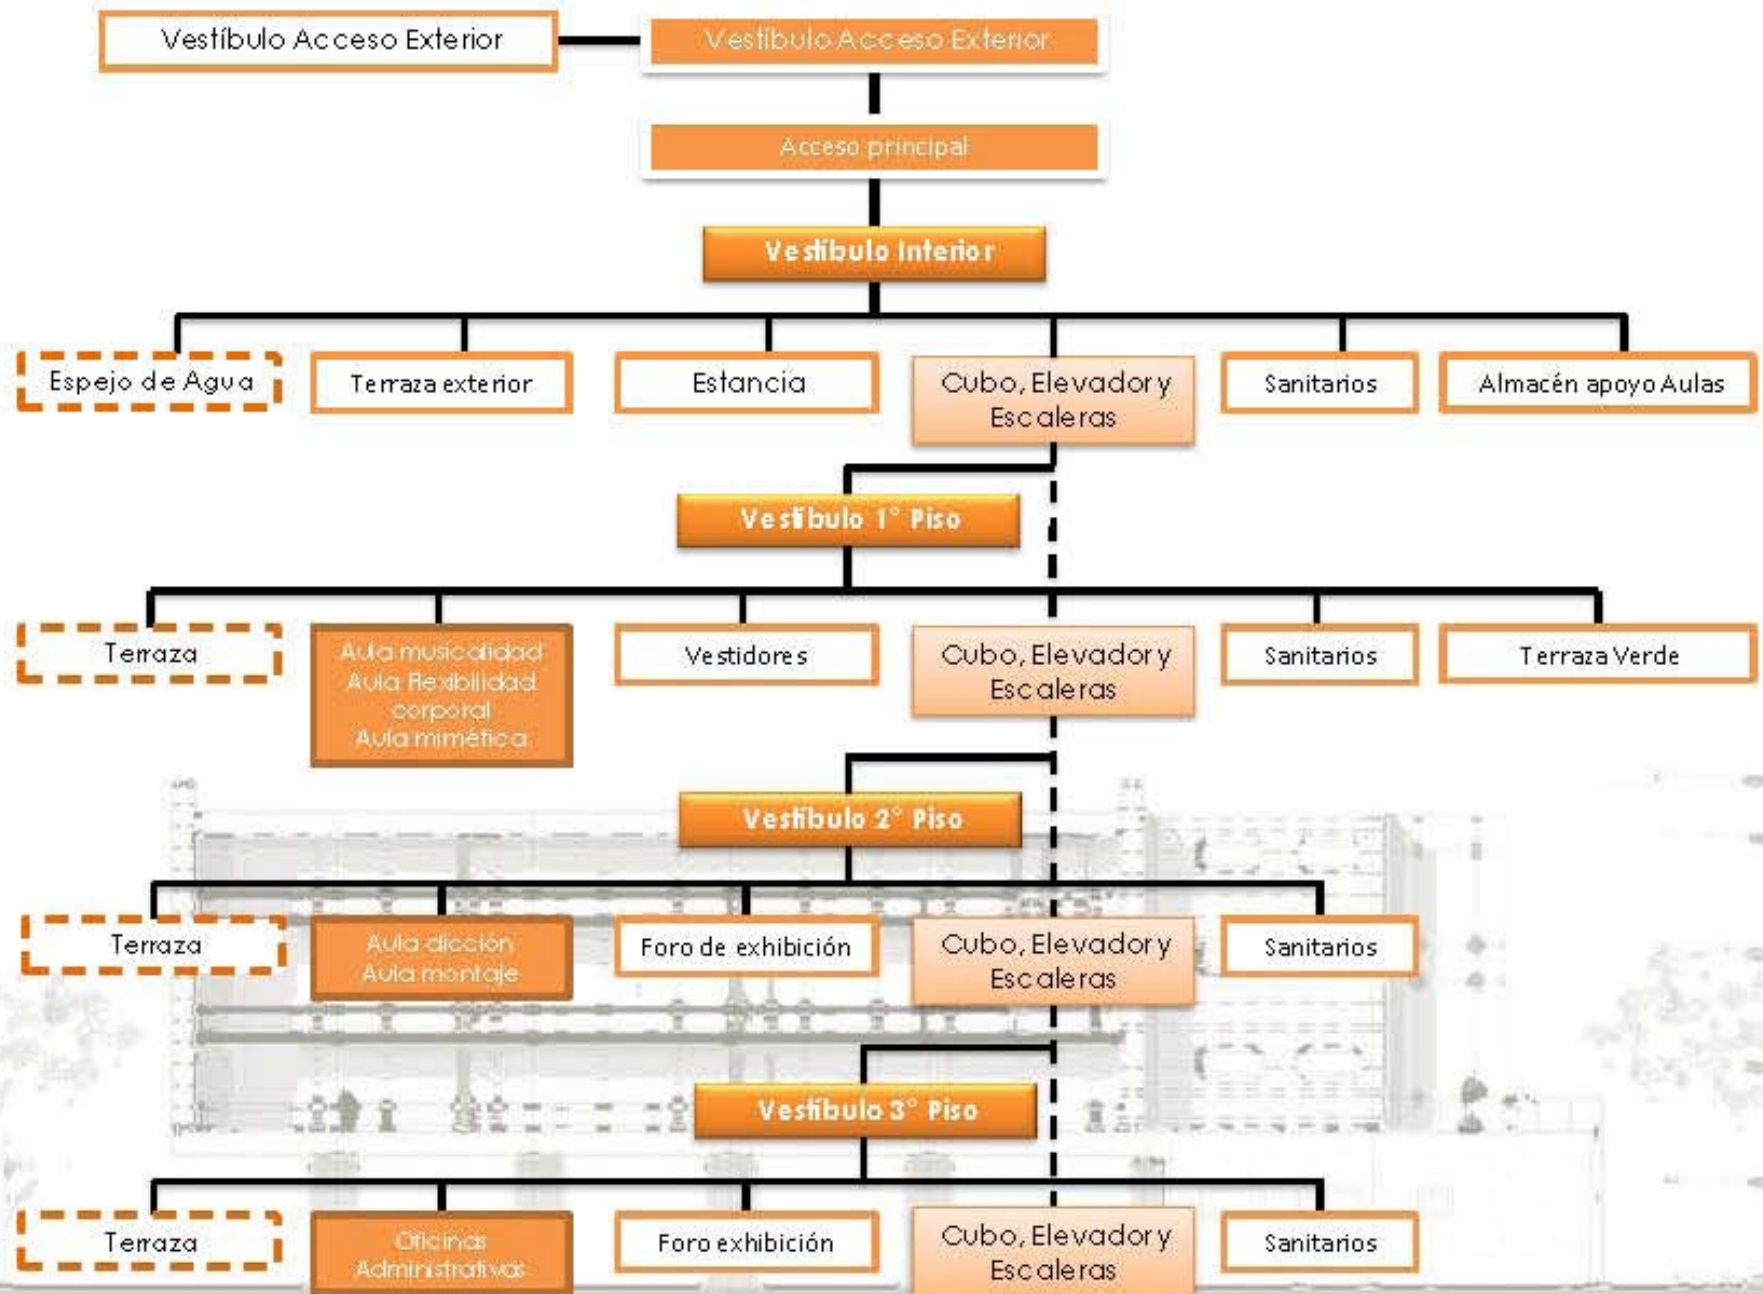 Vestíbulo Acceso Exterior
Vestíbulo Acceso Exterior
Acceso principal
Vestíbulo Interior
Espejo de Agua
Terraza exterior
Estancia
Cubo, Elevador y
Escaleras
Sanitarios
Almacén apoyo Aulas
Vestíbulo 1° Piso
Terraza
Aula musicalidad
Aula flexibilidad
corporal
Aula mimética
Vestidores
Cubo, Elevador y
Escaleras
Sanitarios
Terraza Verde
Vestíbulo 2° Piso
Terraza
Aula dicción
Aula montaje
Foro de exhibición
Cubo, Elevador y
Escaleras
Sanitarios
Vestíbulo 3° Piso
Terraza
Oficinas
Administrativas
Foro exhibición
Cubo, Elevador y
Escaleras
Sanitarios